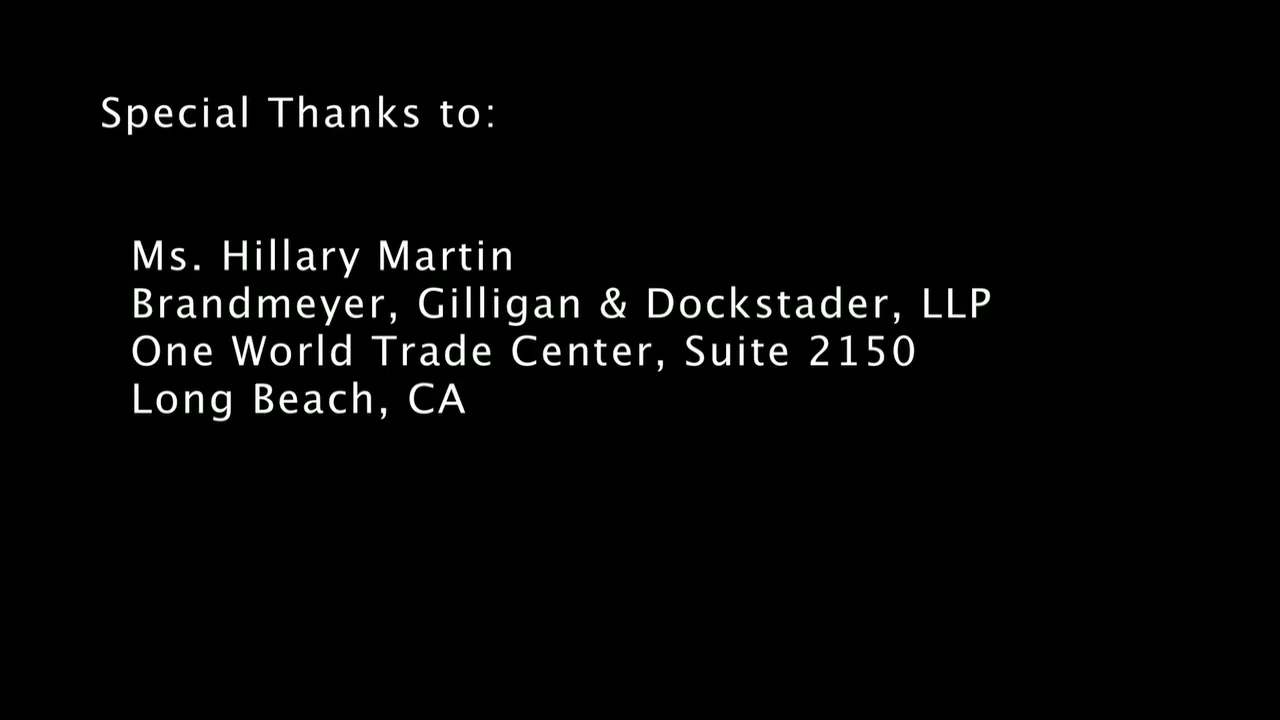 Special Thanks to:
Ms. Hillary Martin
Brandmeyer, Gilligan & Dockstader, LLP
One World Trade Center, Suite 2150
Long Beach, CA